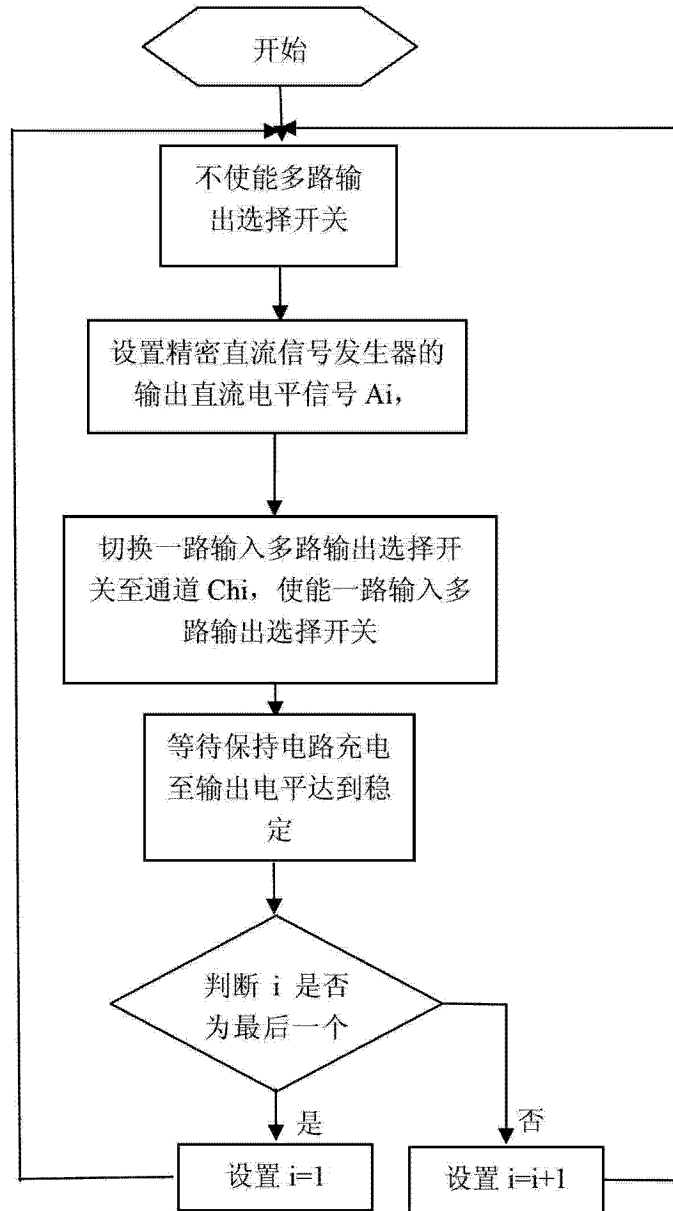 开始
不使能多路输
出选择开关
设置精密直流信号发生器的
输出直流电平信号 Ai，
切换一路输入多路输出选择开
关至通道 Chi，使能一路输入多
路输出选择开关
等待保持电路充电
至输出电平达到稳
定
判断 i 是否
为最后一个
是
否
设置 i=1
设置 i=i+1